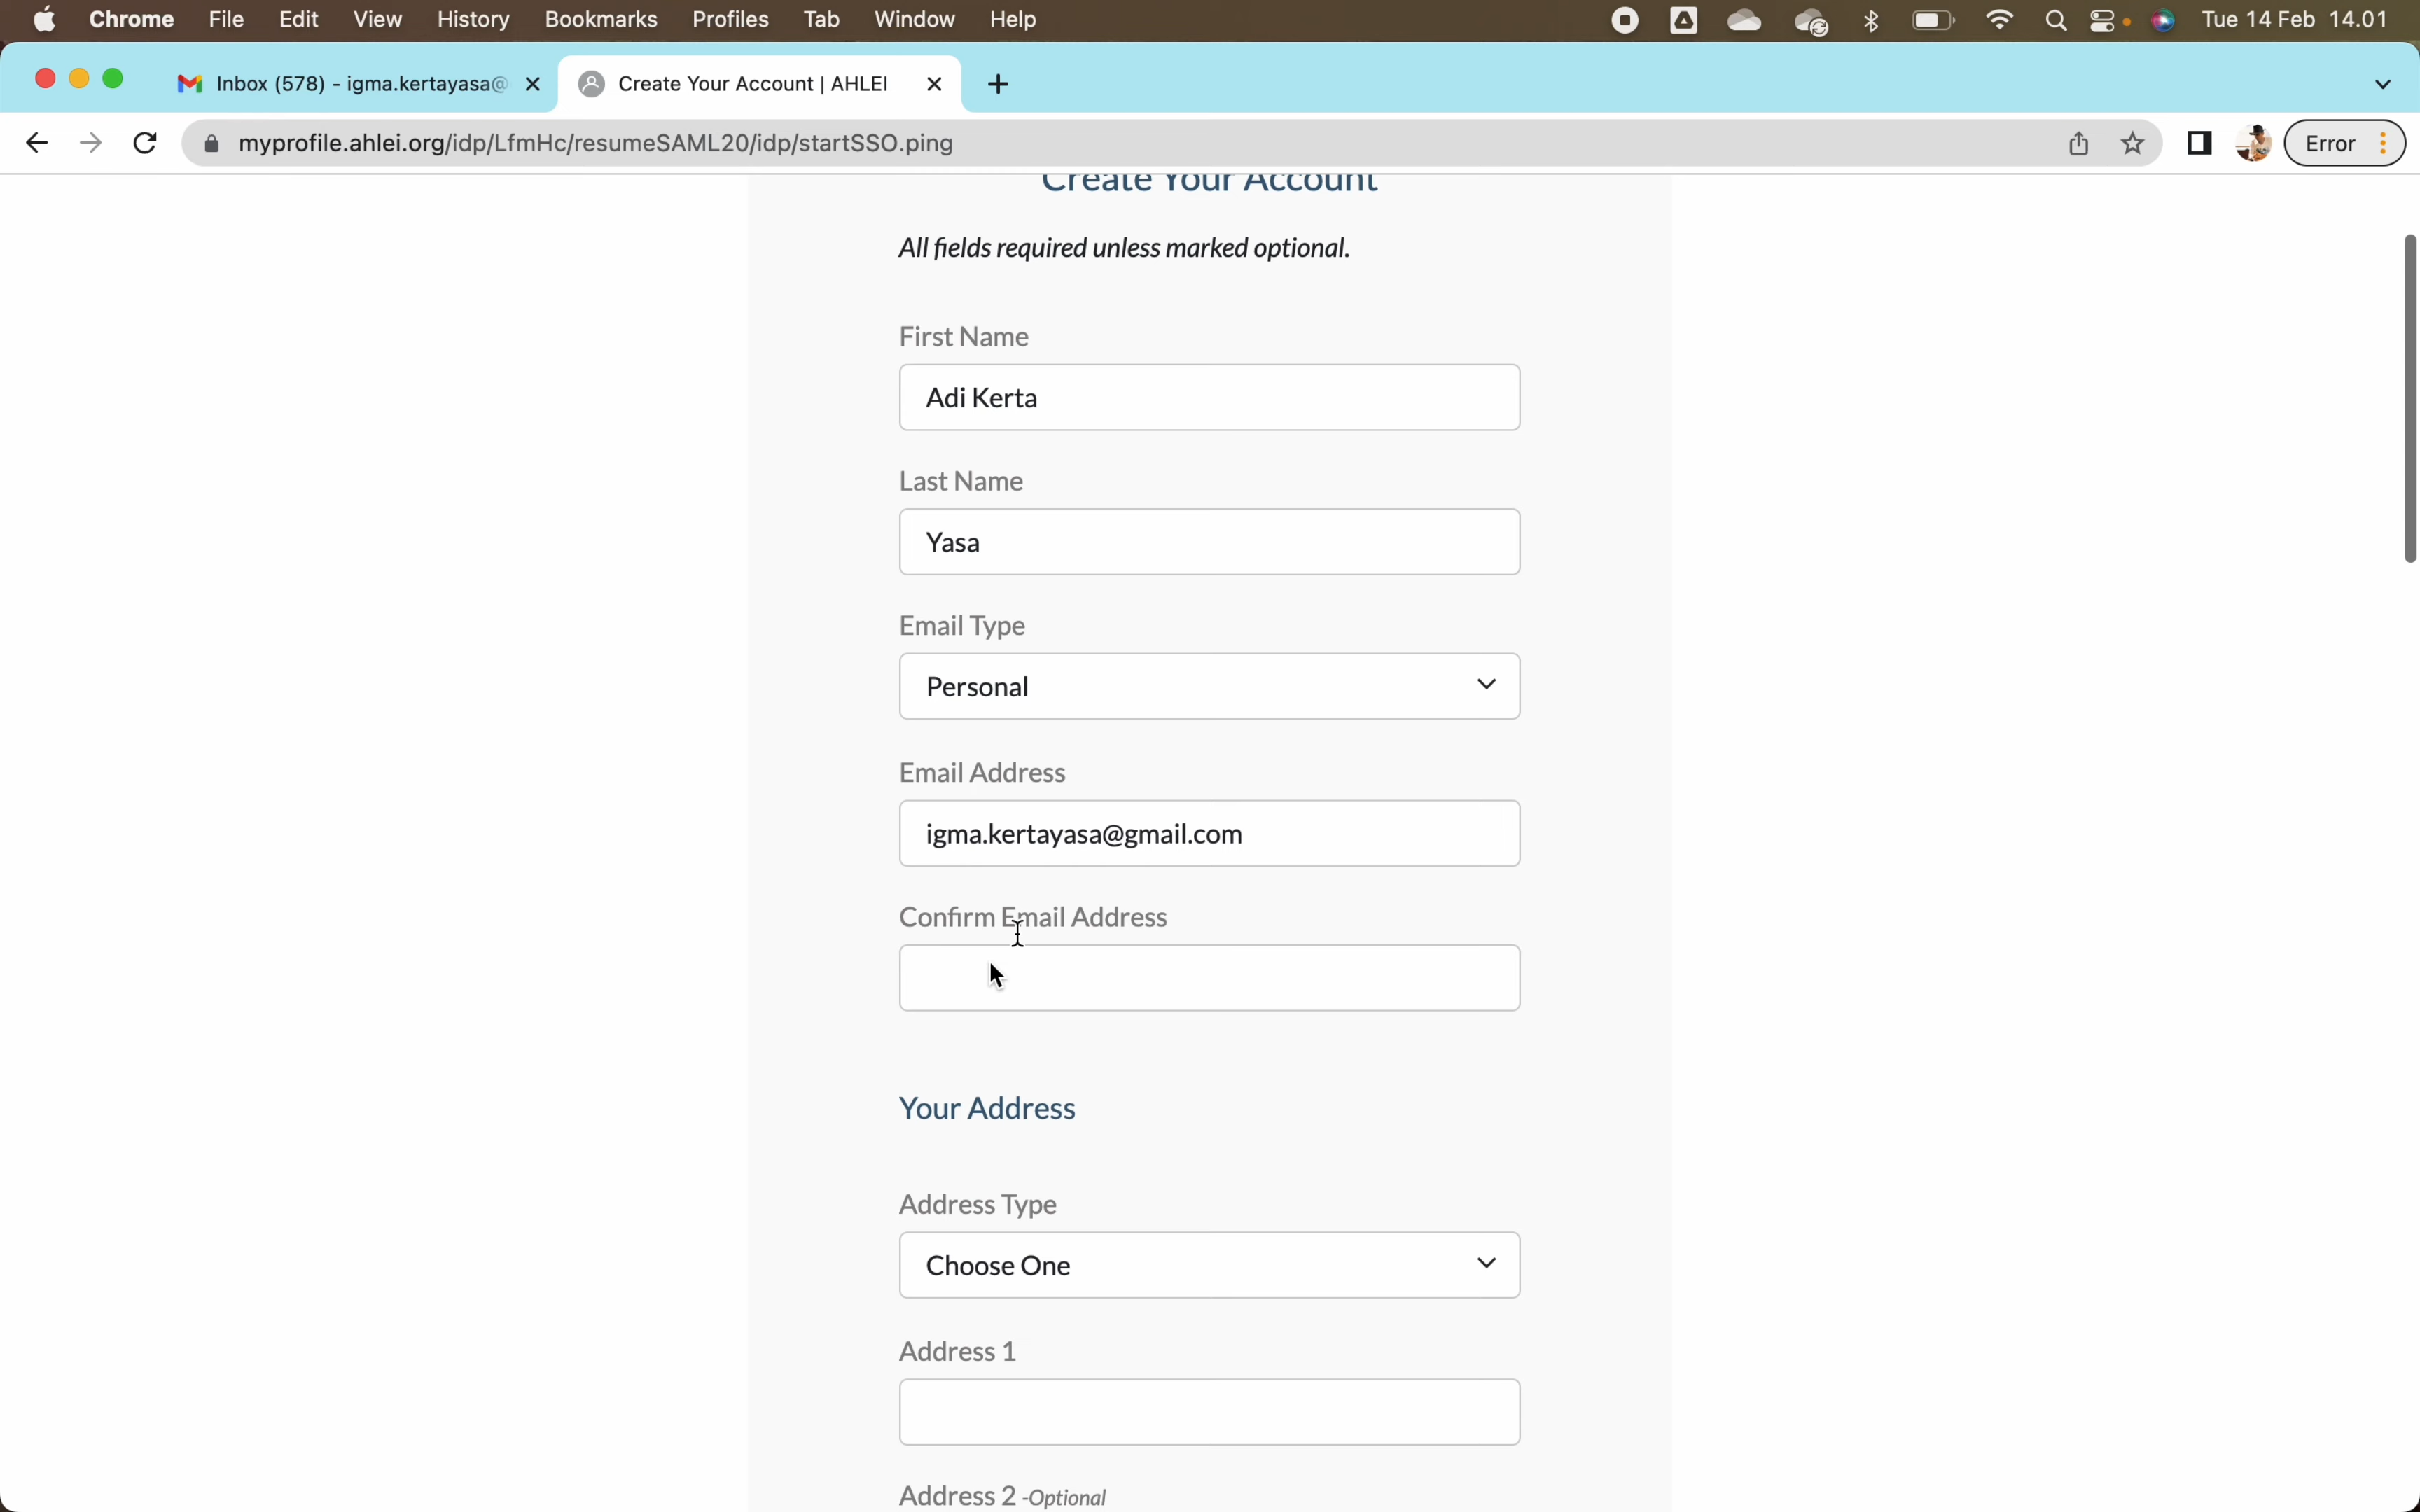 Chrome File Edit View History Bookmarks Profiles Tab Window Help Tue 14 Feb 14.01
Inbox (578) - igma.kertayasa@ Create Your Account | AHLEI
myprofile.ahlei.org/idp/LfmHc/resumeSAML20/idp/startSSO.ping Error
Create Your Account
All fields required unless marked optional.
First Name
Adi Kerta
Last Name
Yasa
Email Type
Personal
Email Address
igma.kertayasa@gmail.com
Confirm Email Address
Your Address
Address Type
Choose One
Address 1
Address 2 -Optional